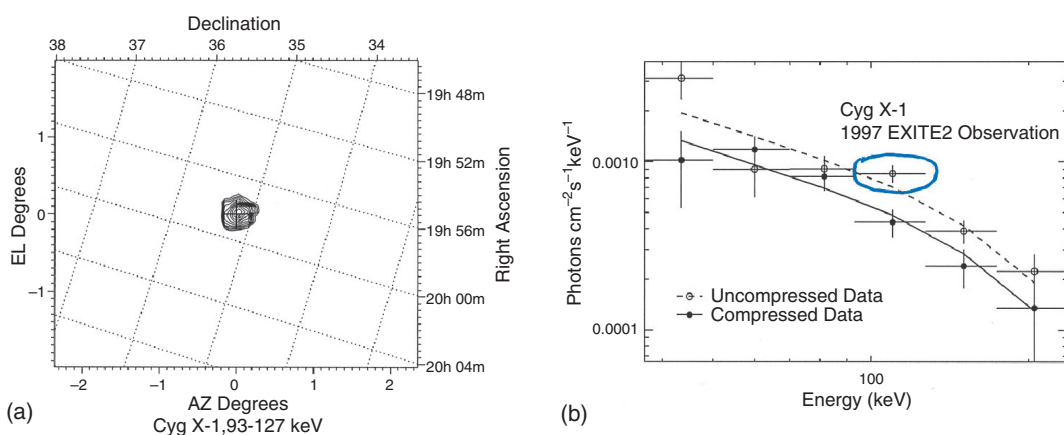 Declination
38 37 36 35 34
19h 48m
19h 52m
19h 56m
20h 00m
20h 04m
Right Ascension
EL Degrees
1
0
−1
−2 −1 0 1 2
AZ Degrees
Cyg X-1,93-127 keV
(a)
Photons cm⁻²s⁻¹keV⁻¹
0.0010
0.0001
Cyg X-1
1997 EXITE2 Observation
Uncompressed Data
Compressed Data
100
Energy (keV)
(b)